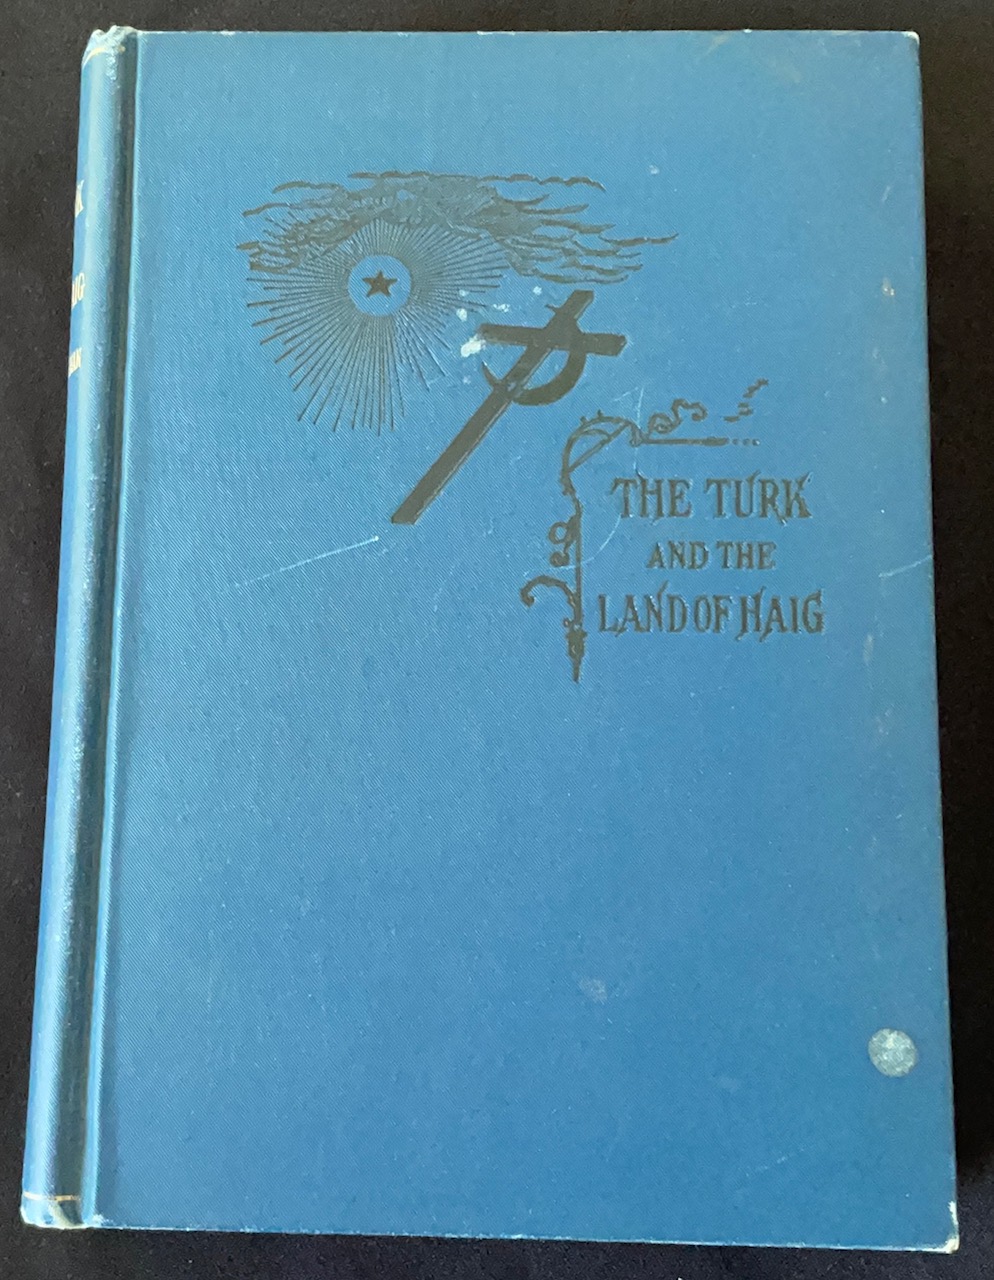 THE TURK
AND THE
LAND OF HAIG